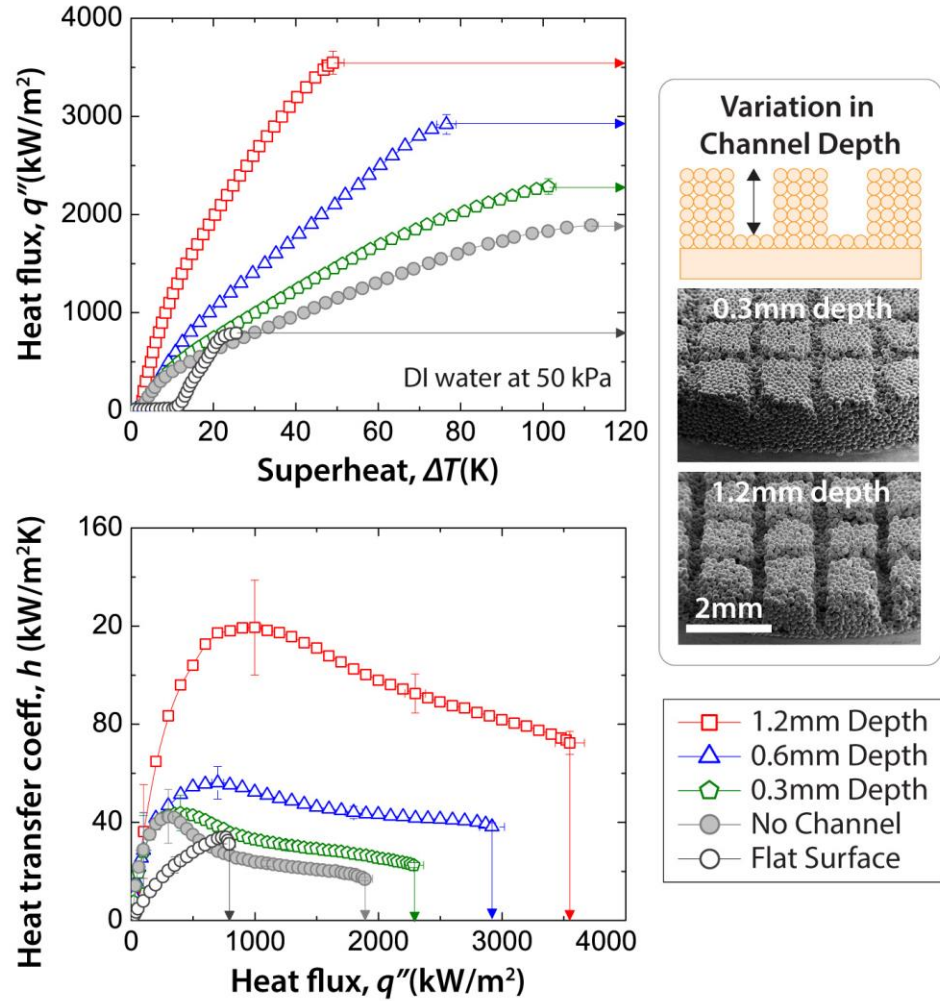 4000
3000
2000
1000
0
Heat flux, q″(kW/m²)
0 20 40 60 80 100 120
Superheat, ΔT(K)
DI water at 50 kPa
160
20
80
40
0
Heat transfer coeff., h (kW/m²K)
0 1000 2000 3000 4000
Heat flux, q″(kW/m²)
Variation in
Channel Depth
0.3mm depth
1.2mm depth
2mm
1.2mm Depth
0.6mm Depth
0.3mm Depth
No Channel
Flat Surface